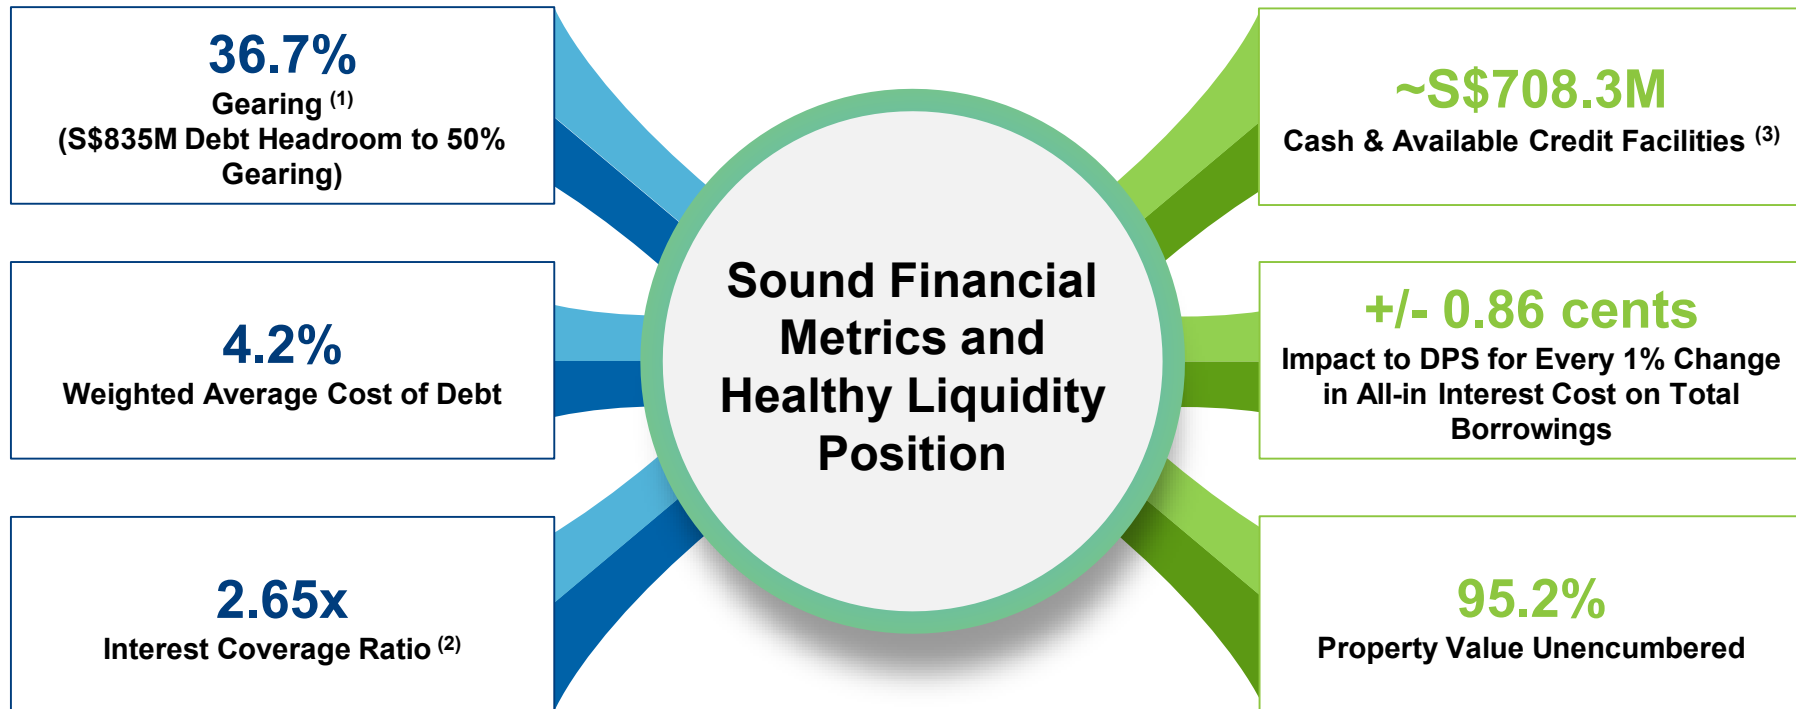 36.7%
Gearing (1)
(S$835M Debt Headroom to 50%
Gearing)
4.2%
Weighted Average Cost of Debt
2.65x
Interest Coverage Ratio (2)
Sound Financial
Metrics and
Healthy Liquidity
Position
~S$708.3M
Cash & Available Credit Facilities (3)
+/- 0.86 cents
Impact to DPS for Every 1% Change
in All-in Interest Cost on Total
Borrowings
95.2%
Property Value Unencumbered